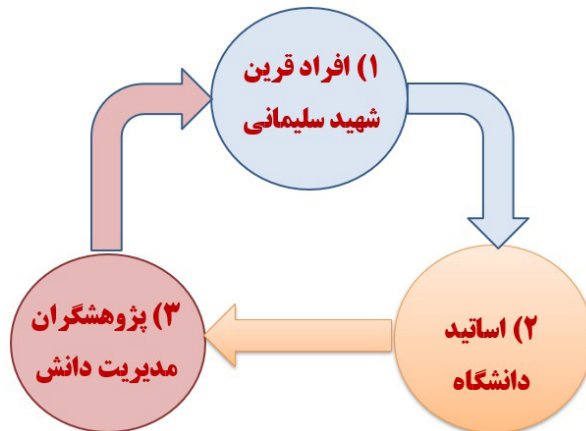 ۱) افراد قرین
شهید سلیمانی
۲) اساتید
دانشگاه
۳) پژوهشگران
مدیریت دانش